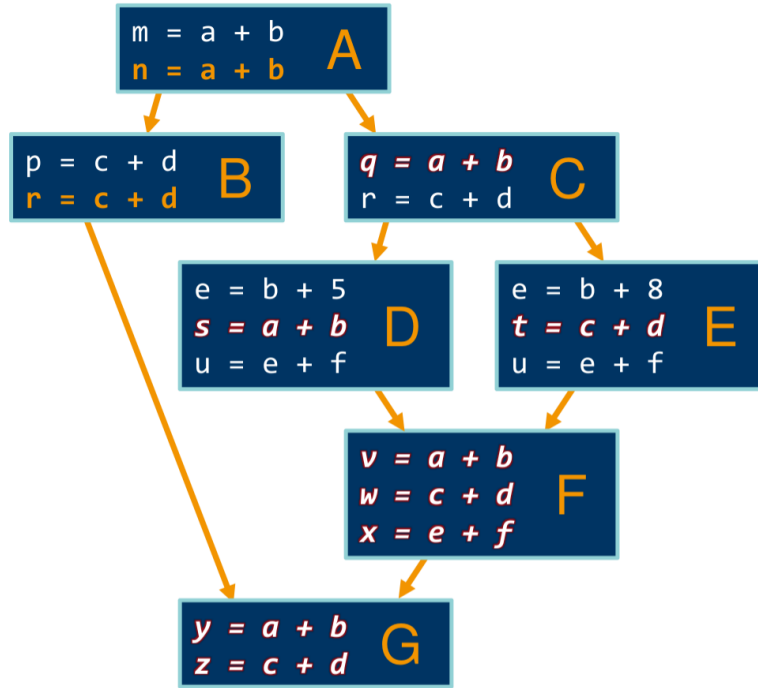 m = a + b
n = a + b
A
p = c + d
r = c + d
B
q = a + b
r = c + d
C
e = b + 5
s = a + b
u = e + f
D
e = b + 8
t = c + d
u = e + f
E
v = a + b
w = c + d
x = e + f
F
y = a + b
z = c + d
G